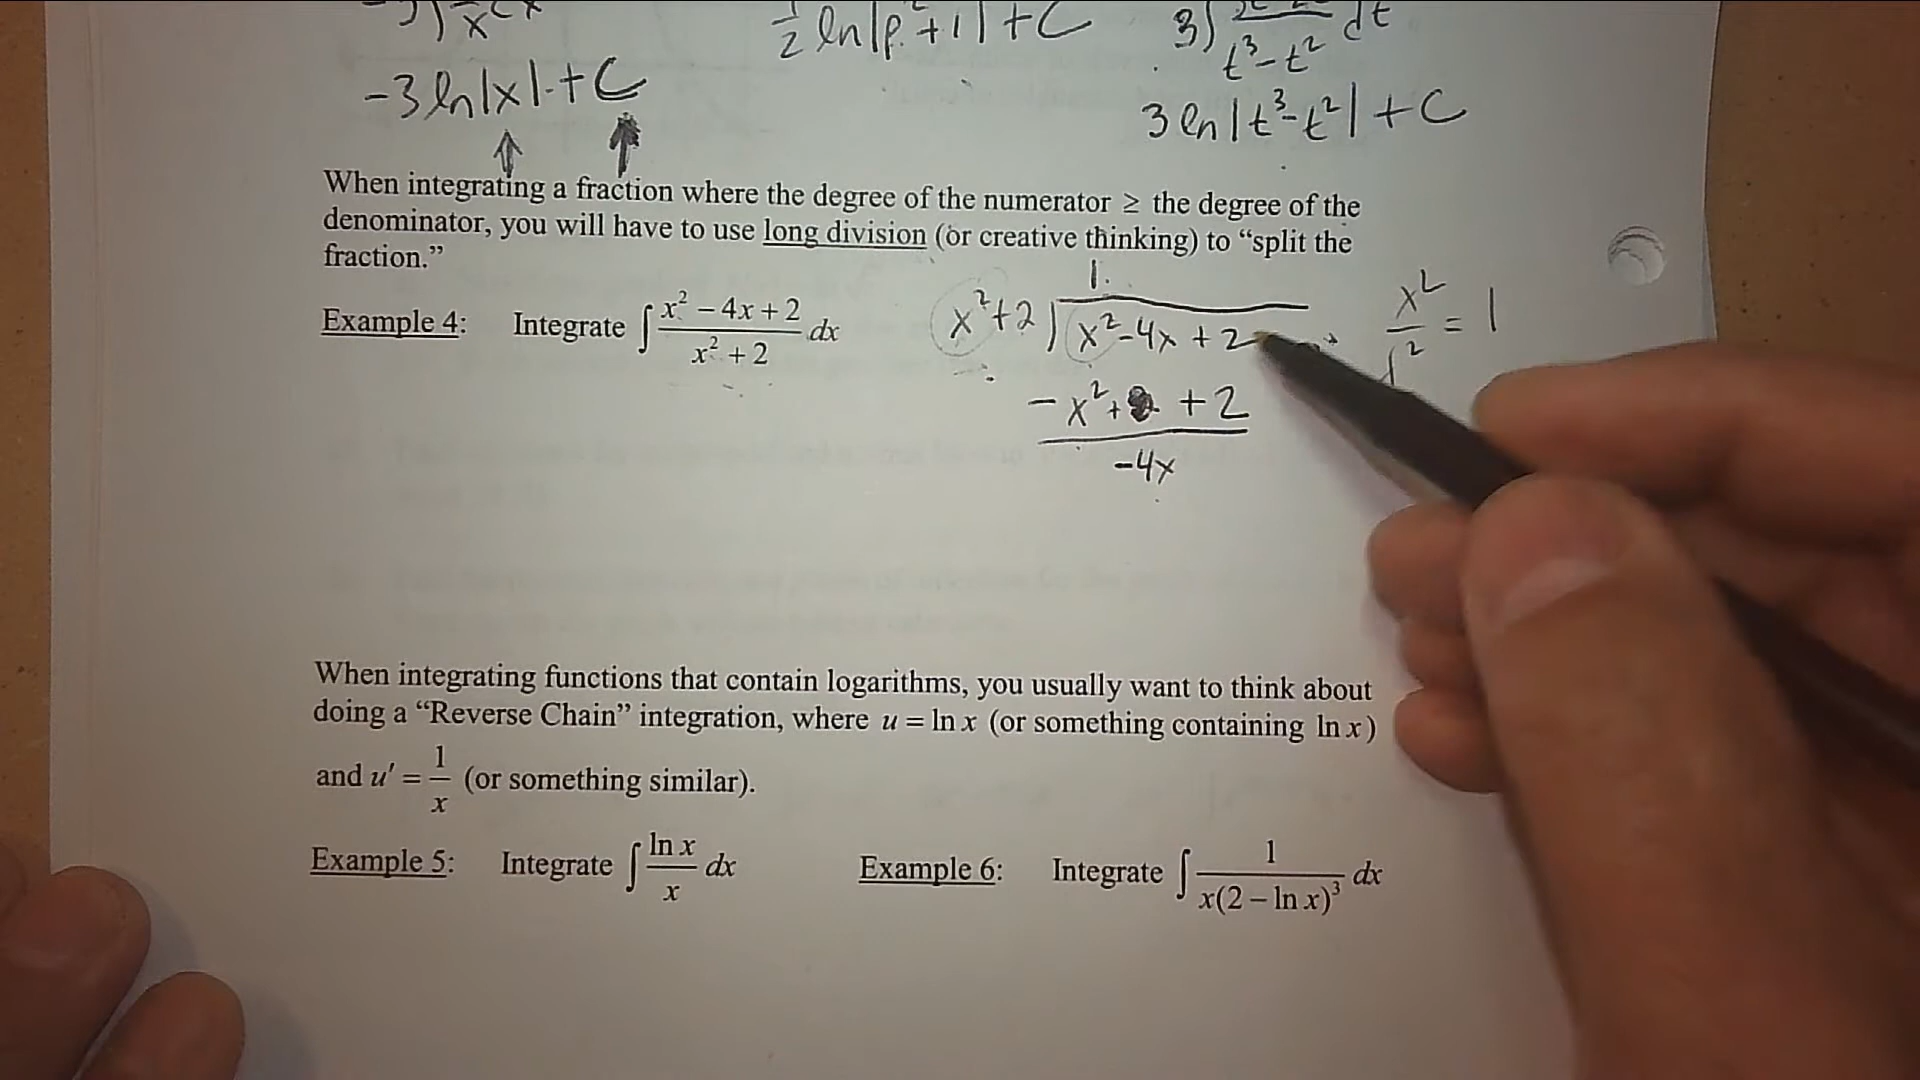 -3 ln|x| + C
1/2 ln|p² + 1| + C
3∫ dt
t³-t²
3 ln|t³-t²| + C
When integrating a fraction where the degree of the numerator ≥ the degree of the
denominator, you will have to use long division (or creative thinking) to “split the
fraction.”
Example 4: Integrate ∫ (x² − 4x + 2)/(x² + 2) dx
1
x²+2 ) x²-4x + 2
x²/x² = 1
- x²+ +2
-4x
When integrating functions that contain logarithms, you usually want to think about
doing a “Reverse Chain” integration, where u = ln x (or something containing ln x)
and u′ = 1/x (or something similar).
Example 5: Integrate ∫ (ln x)/x dx
Example 6: Integrate ∫ 1/(x(2 − ln x)³) dx